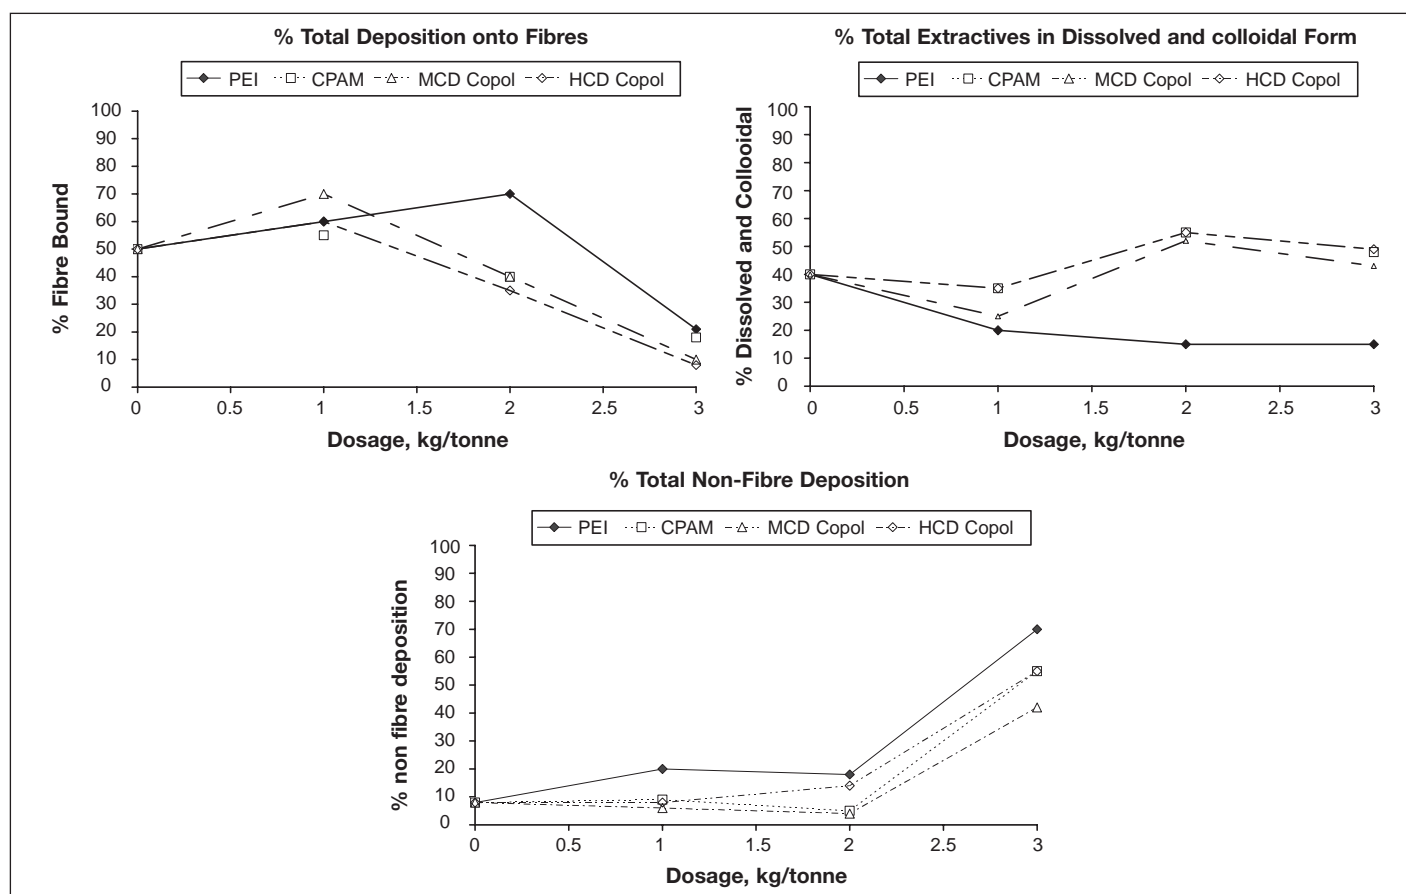 % Total Deposition onto Fibres
PEI CPAM MCD Copol HCD Copol
100
90
80
70
60
50
40
30
20
10
0
% Fibre Bound
0 0.5 1 1.5 2 2.5 3
Dosage, kg/tonne
% Total Extractives in Dissolved and colloidal Form
PEI CPAM MCD Copol HCD Copol
100
90
80
70
60
50
40
30
20
10
0
% Dissolved and Collooidal
0 0.5 1 1.5 2 2.5 3
Dosage, kg/tonne
% Total Non-Fibre Deposition
PEI CPAM MCD Copol HCD Copol
100
90
80
70
60
50
40
30
20
10
0
% non fibre deposition
0 0.5 1 1.5 2 2.5 3
Dosage, kg/tonne